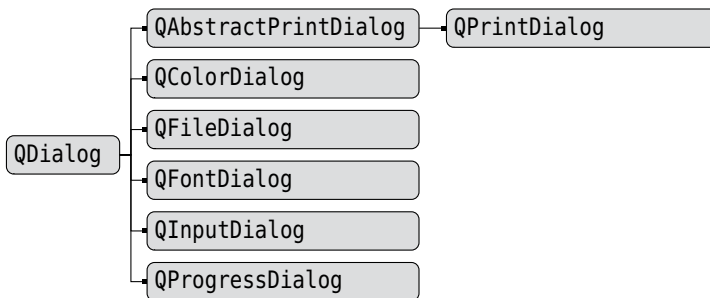 QAbstractPrintDialog
QPrintDialog
QColorDialog
QFileDialog
QDialog
QFontDialog
QInputDialog
QProgressDialog